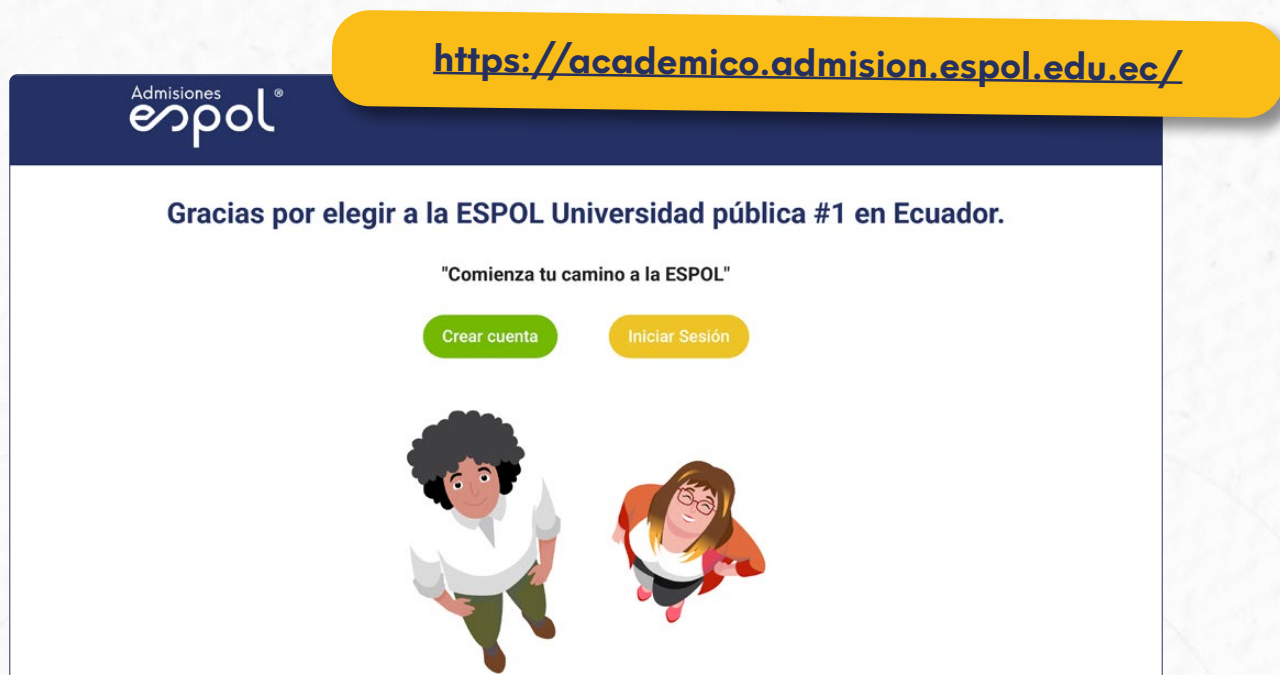 https://academico.admision.espol.edu.ec/
Admisiones
espol®
Gracias por elegir a la ESPOL Universidad pública #1 en Ecuador.
"Comienza tu camino a la ESPOL"
Crear cuenta
Iniciar Sesión